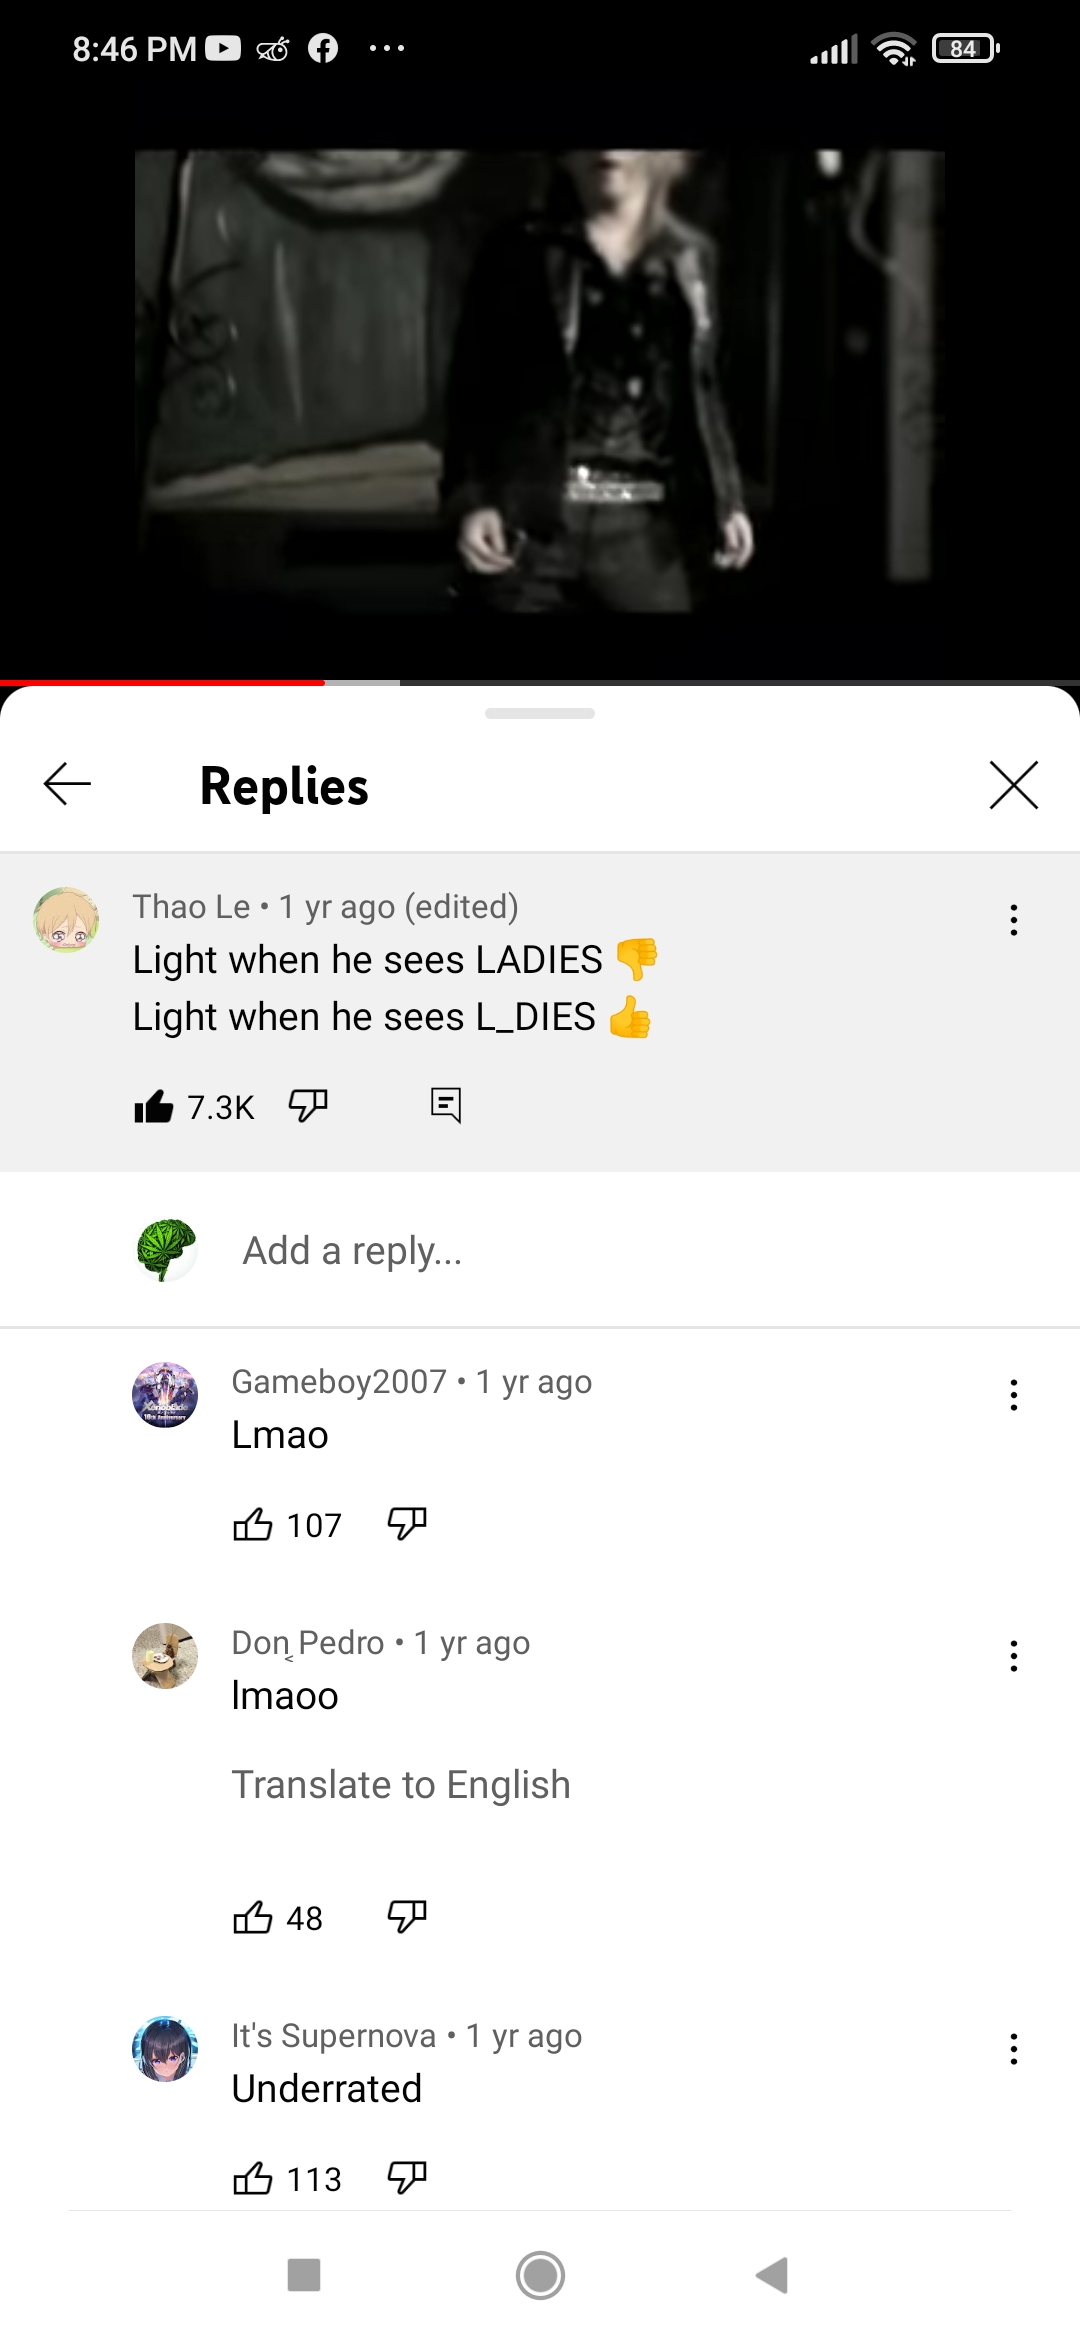 8:46 PM
84
Replies
Thao Le • 1 yr ago (edited)
Light when he sees LADIES 👎
Light when he sees L_DIES 👍
7.3K
Add a reply...
Gameboy2007 • 1 yr ago
Lmao
107
Don˱ Pedro • 1 yr ago
lmaoo
Translate to English
48
It's Supernova • 1 yr ago
Underrated
113